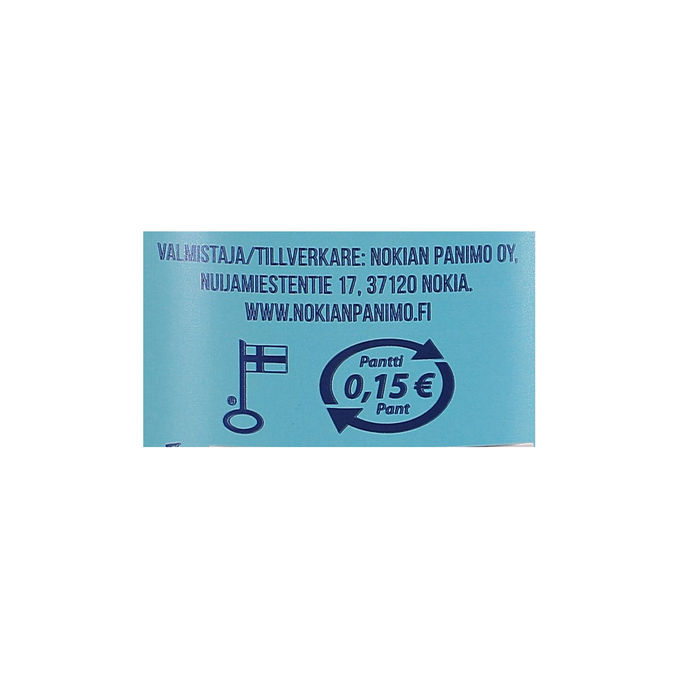 VALMISTAJA/TILLVERKARE: NOKIAN PANIMO OY,
NUIJAMIESTENTIE 17, 37120 NOKIA.
WWW.NOKIANPANIMO.FI
®
Pantti
0,15 €
Pant